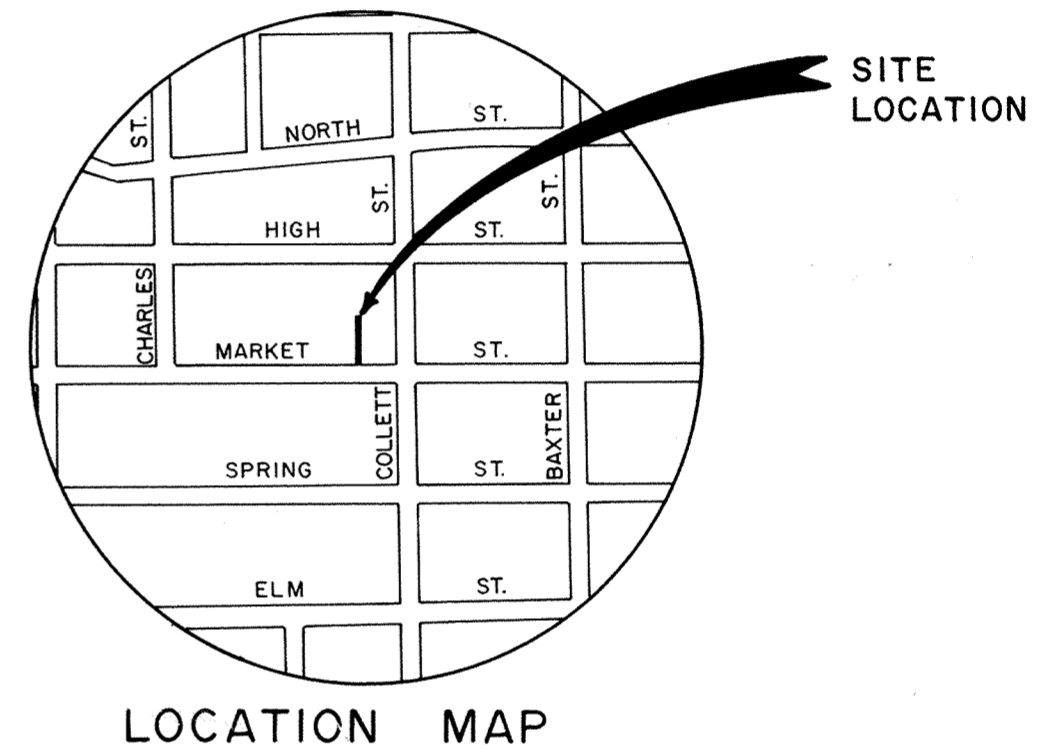 SITE
LOCATION
ST.
NORTH ST.
ST. ST.
HIGH ST.
CHARLES
MARKET ST.
COLLETT BAXTER
SPRING ST.
ELM ST.
LOCATION MAP